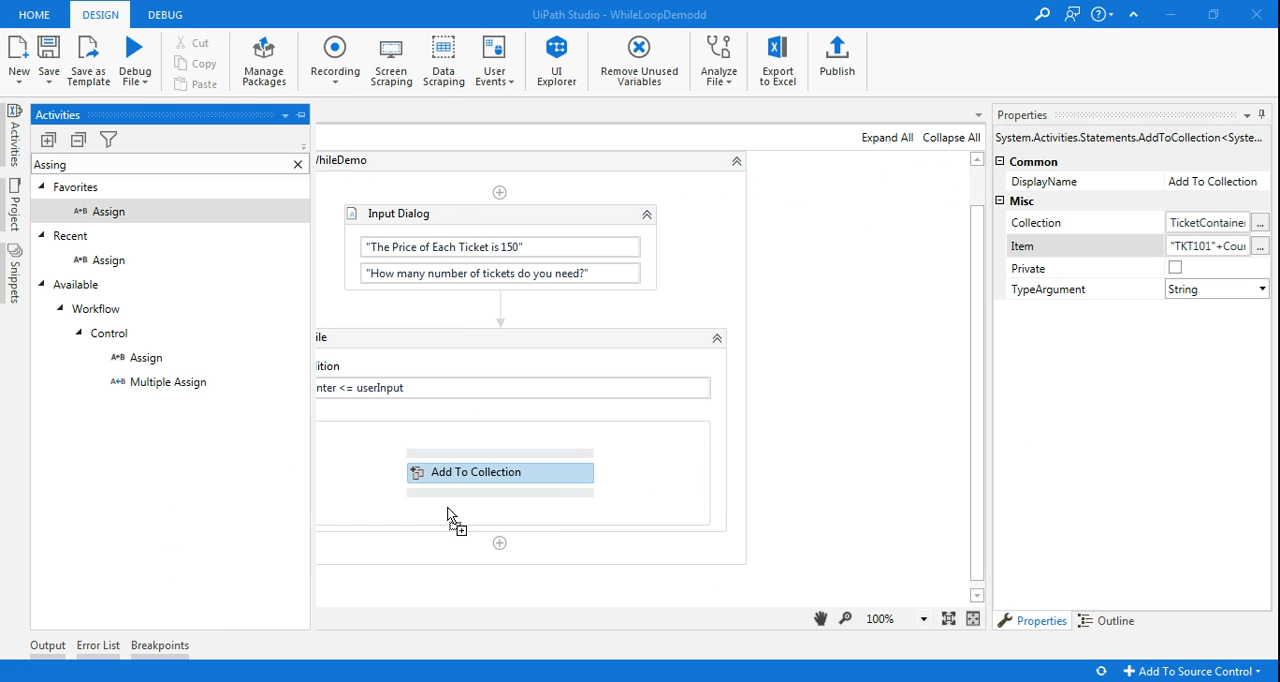 HOME DESIGN DEBUG UiPath Studio - WhileLoopDemodd
New Save Save as Template Debug File Cut Copy Paste Manage Packages Recording Screen Scraping Data Scraping User Events UI Explorer Remove Unused Variables Analyze File Export to Excel Publish
Activities
Activities
Project
Snippets
Assing
Favorites
A*B Assign
Recent
A*B Assign
Available
Workflow
Control
A*B Assign
A*B Multiple Assign
Expand All Collapse All
WhileDemo
Input Dialog
"The Price of Each Ticket is 150"
"How many number of tickets do you need?"
ile
dition
nter <= userInput
Add To Collection
100%
Properties
System.Activities.Statements.AddToCollection<Syste...
Common
DisplayName Add To Collection
Misc
Collection TicketContainer ...
Item "TKT101"+Cou ...
Private
TypeArgument String
Properties Outline
Output Error List Breakpoints
Add To Source Control